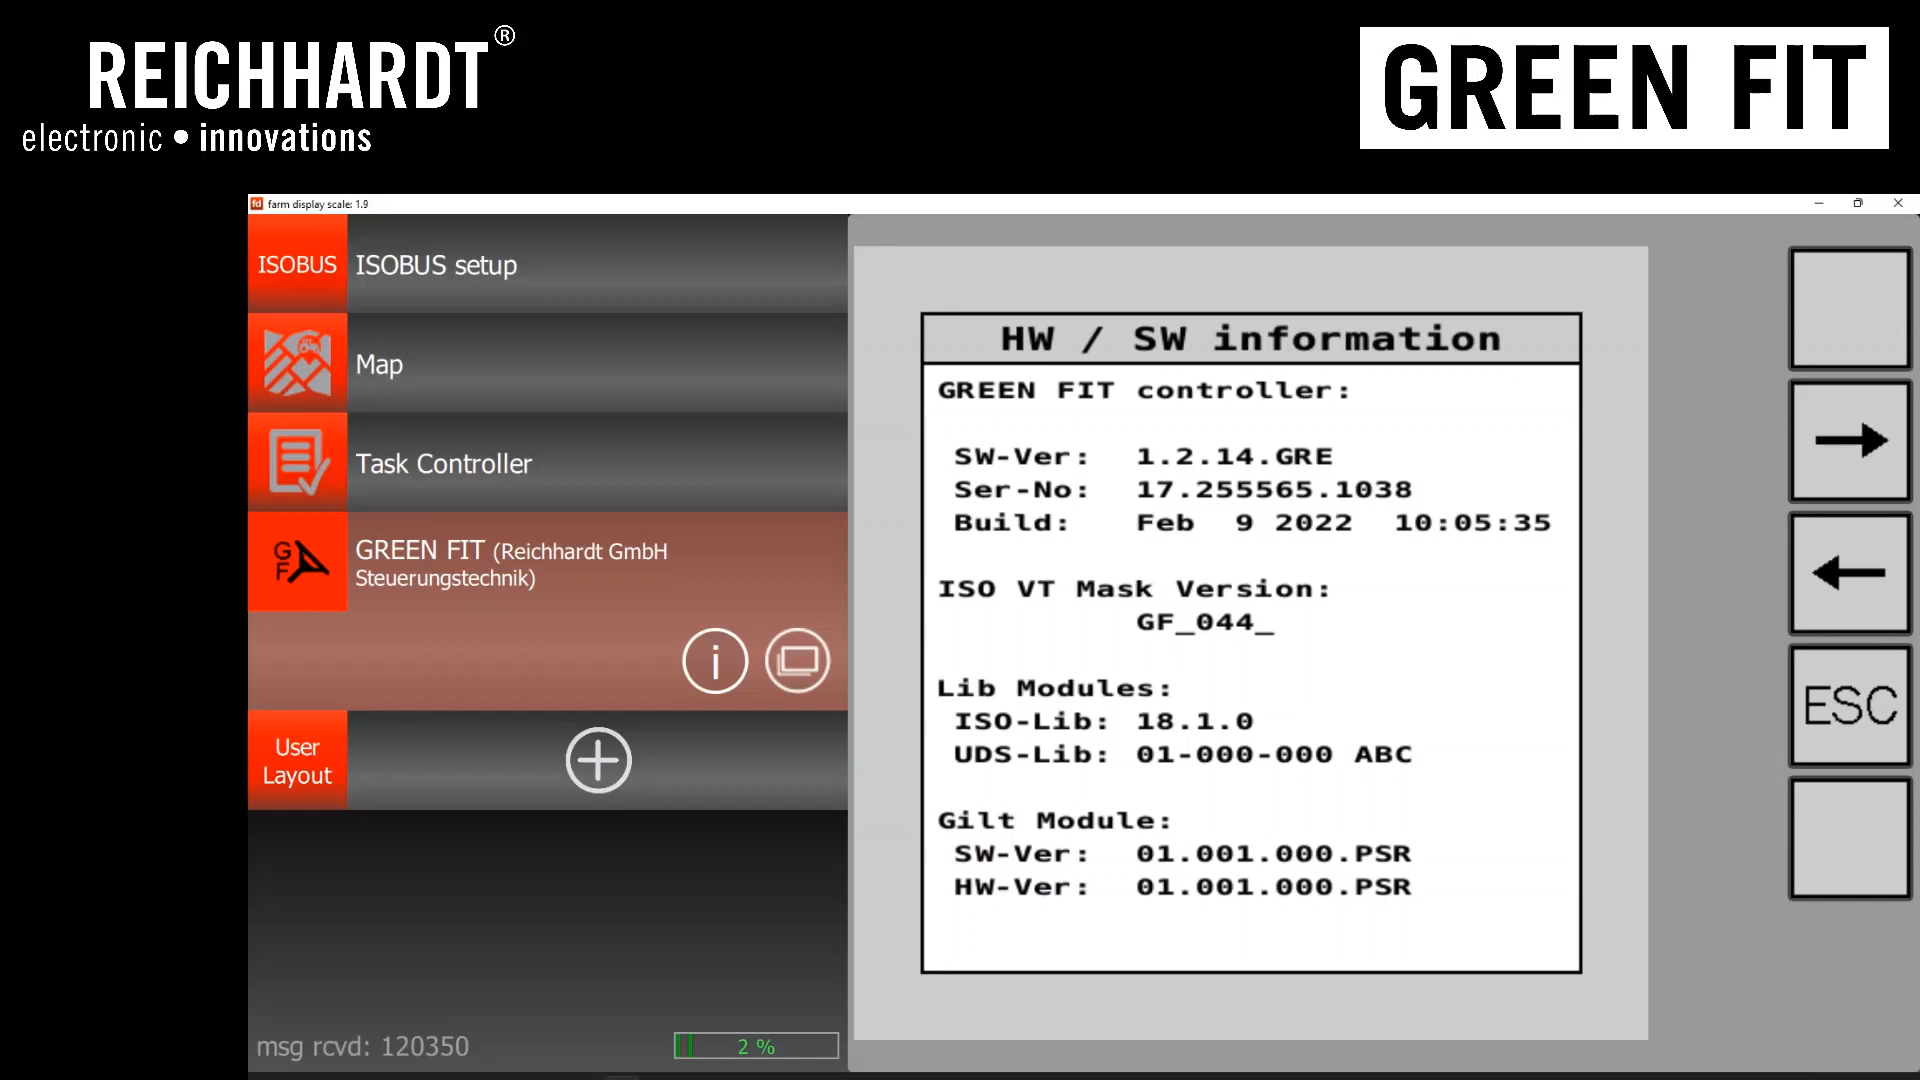 REICHHARDT®
electronic • innovations
GREEN FIT
fd farm display scale: 1.9
ISOBUS ISOBUS setup
Map
Task Controller
GF GREEN FIT (Reichhardt GmbH
Steuerungstechnik)
i
User
Layout
msg rcvd: 120350
2 %
HW / SW information
GREEN FIT controller:
SW-Ver: 1.2.14.GRE
Ser-No: 17.255565.1038
Build: Feb 9 2022 10:05:35
ISO VT Mask Version:
GF_044_
Lib Modules:
ISO-Lib: 18.1.0
UDS-Lib: 01-000-000 ABC
Gilt Module:
SW-Ver: 01.001.000.PSR
HW-Ver: 01.001.000.PSR
ESC